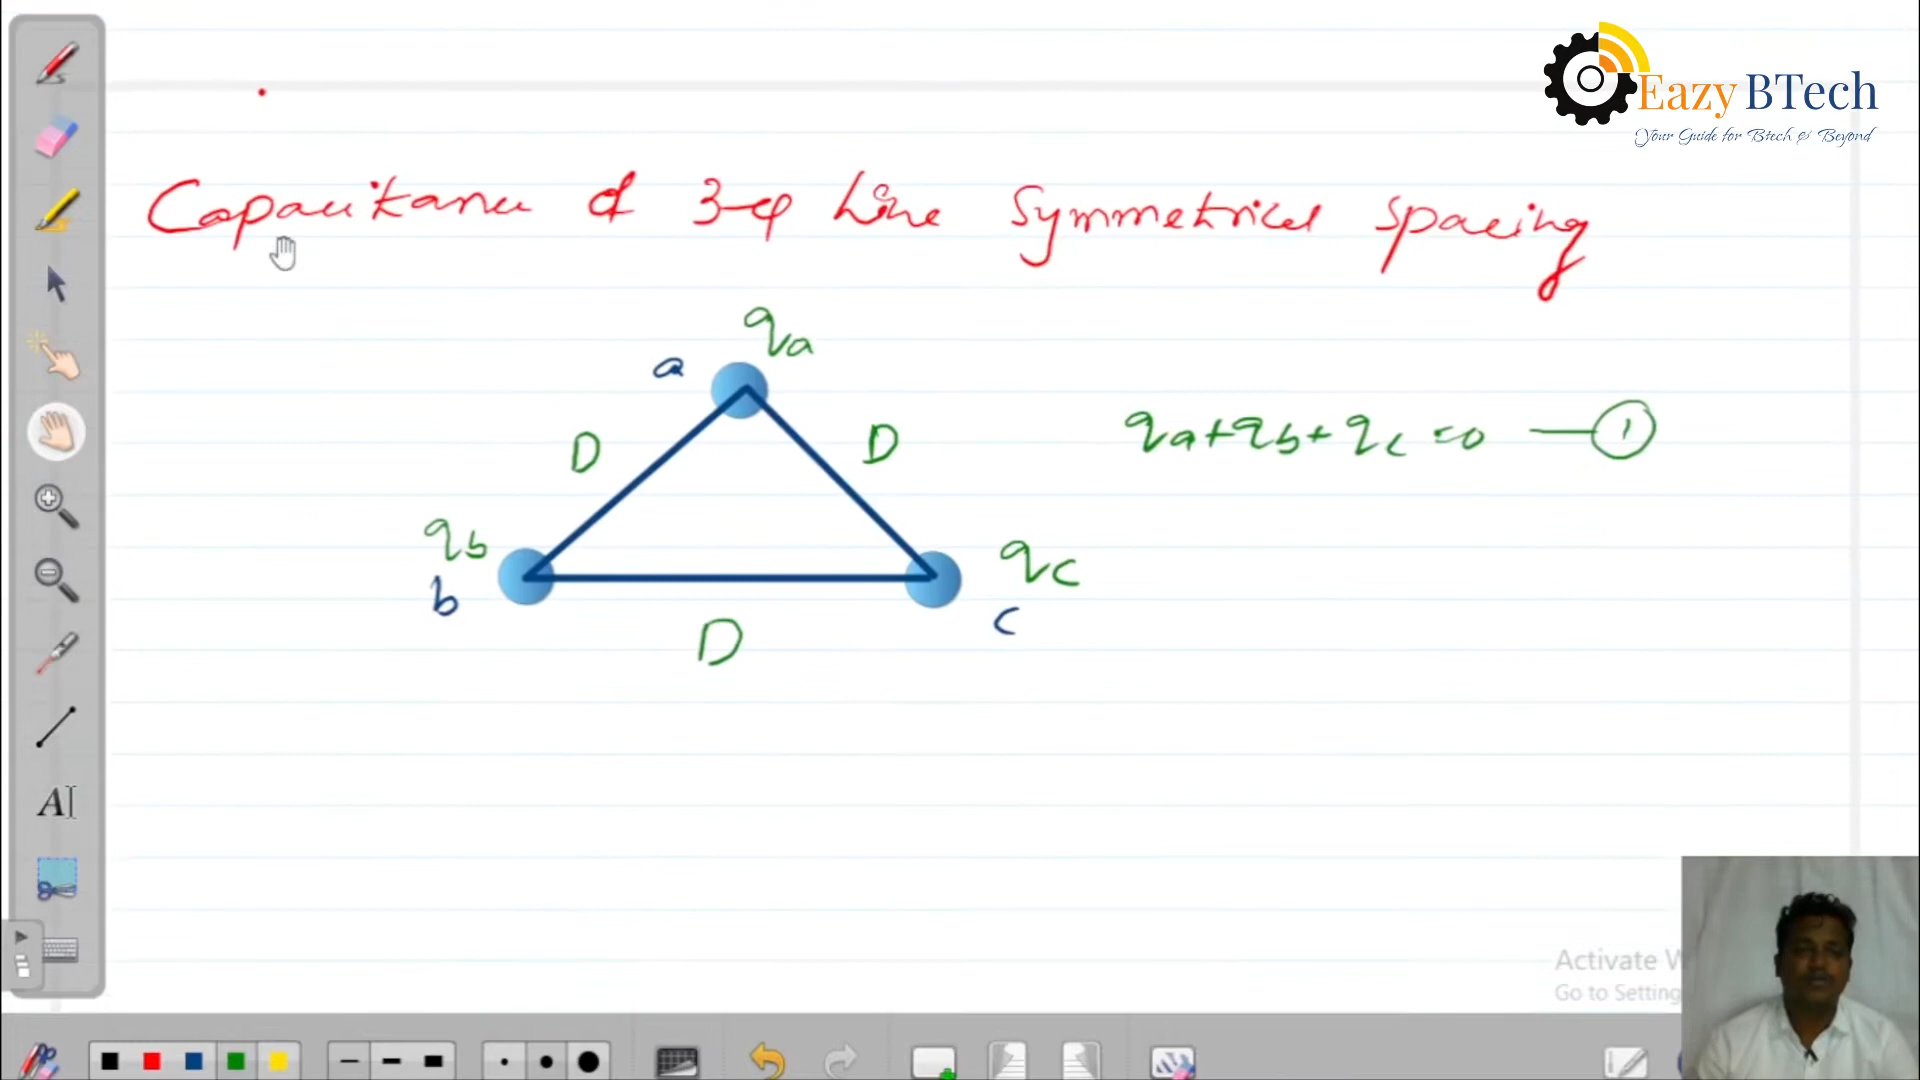 Eazy BTech
Your Guide for Btech & Beyond
Capacitance of 3-φ Line Symmetrical spacing
qa
a
D
D
qa+qb+qc=0 — 1
qb
b
qc
c
D
AI
Activate W
Go to Setting